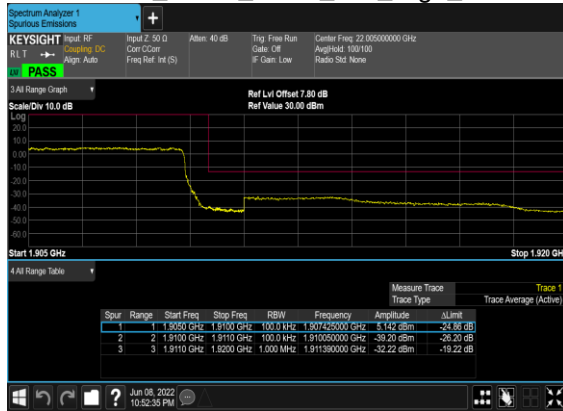 Spectrum Analyzer 1
Spurious Emissions
+
KEYSIGHT
RLT
PASS
Input: RF
Coupling: DC
Align: Auto
Input Z: 50 Ω
Corr CCorr
Freq Ref: Int (S)
Atten: 40 dB
Trig: Free Run
Gate: Off
IF Gain: Low
Center Freq: 22.005000000 GHz
Avg|Hold: 100/100
Radio Std: None
3 All Range Graph
Scale/Div 10.0 dB
Ref Lvl Offset 7.80 dB
Ref Value 30.00 dBm
Log
20.0
10.0
0.00
-10.0
-20.0
-30.0
-40.0
-50.0
-60.0
Start 1.905 GHz
Stop 1.920 GH
4 All Range Table
Measure Trace Trace 1
Trace Type Trace Average (Active)
Spur Range Start Freq Stop Freq RBW Frequency Amplitude ΔLimit
1 1 1.9050 GHz 1.9100 GHz 100.0 kHz 1.907425000 GHz 5.142 dBm -24.86 dB
2 2 1.9100 GHz 1.9110 GHz 100.0 kHz 1.910050000 GHz -39.20 dBm -26.20 dB
3 3 1.9110 GHz 1.9200 GHz 1.000 MHz 1.911390000 GHz -32.22 dBm -19.22 dB
?
Jun 08, 2022
10:52:35 PM